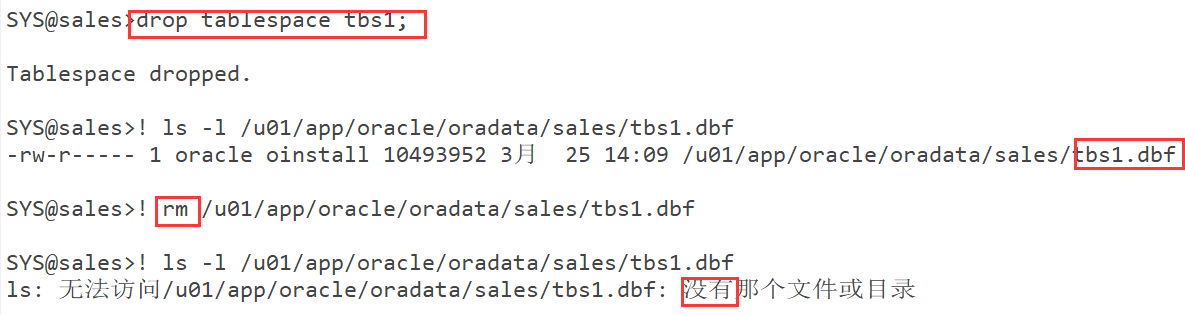 SYS@sales>drop tablespace tbs1;
Tablespace dropped.
SYS@sales>! ls -l /u01/app/oracle/oradata/sales/tbs1.dbf
-rw-r----- 1 oracle oinstall 10493952 3月  25 14:09 /u01/app/oracle/oradata/sales/tbs1.dbf
SYS@sales>! rm /u01/app/oracle/oradata/sales/tbs1.dbf
SYS@sales>! ls -l /u01/app/oracle/oradata/sales/tbs1.dbf
ls: 无法访问/u01/app/oracle/oradata/sales/tbs1.dbf: 没有那个文件或目录